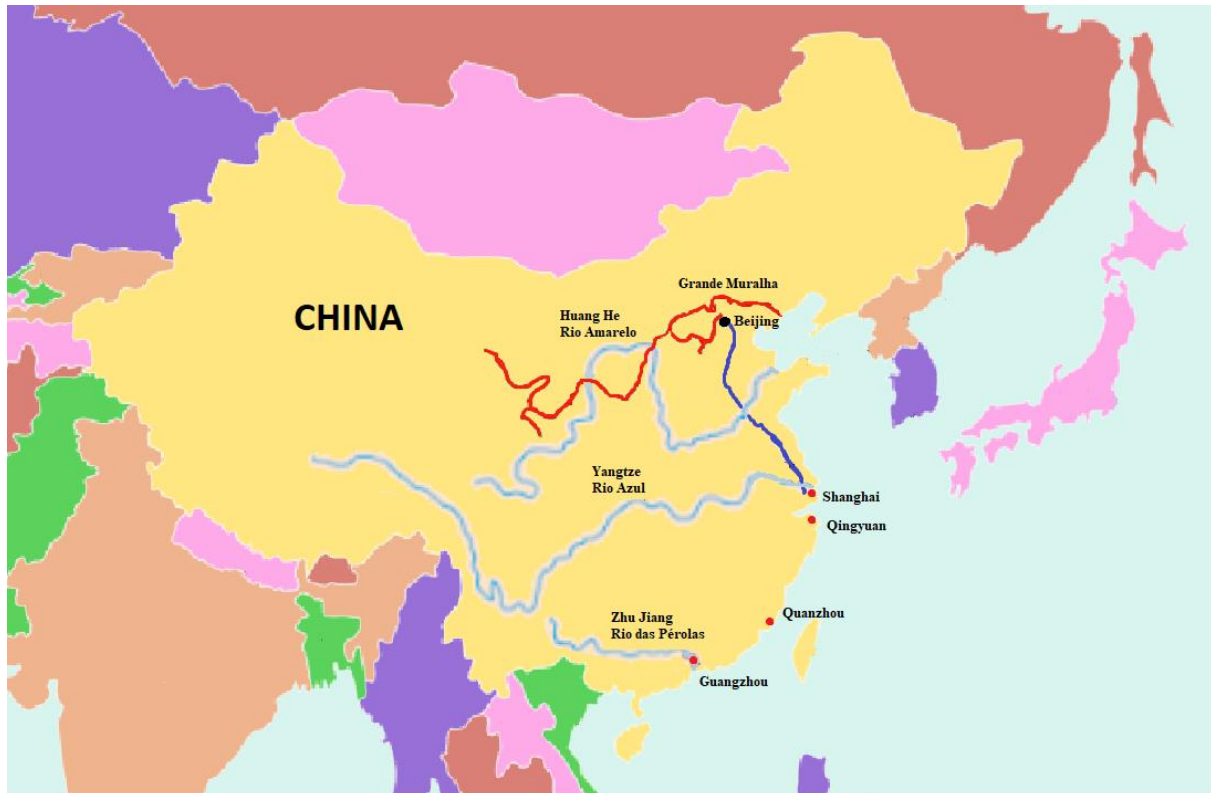 Grande Muralha
CHINA
Huang He
Rio Amarelo
Beijing
Yangtze
Rio Azul
Shanghai
Qingyuan
Zhu Jiang
Rio das Pérolas
Quanzhou
Guangzhou